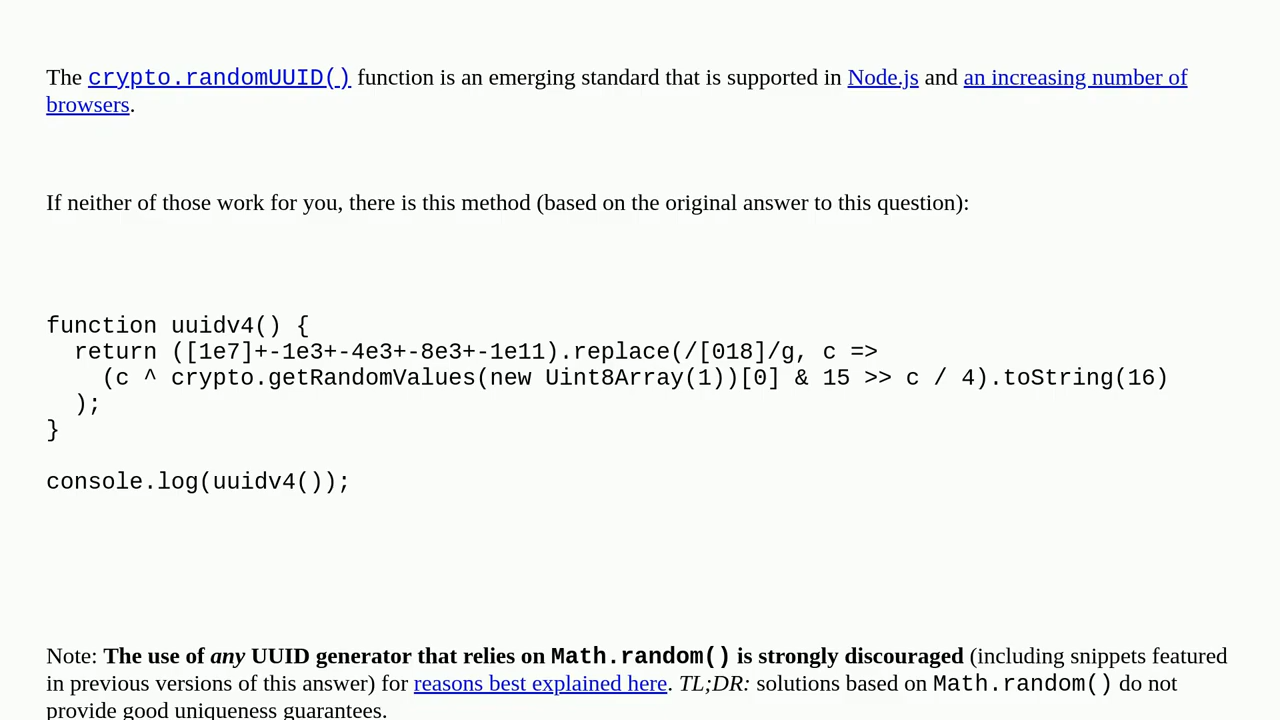 The crypto.randomUUID() function is an emerging standard that is supported in Node.js and an increasing number of
browsers.
If neither of those work for you, there is this method (based on the original answer to this question):
function uuidv4() {
  return ([1e7]+-1e3+-4e3+-8e3+-1e11).replace(/[018]/g, c =>
    (c ^ crypto.getRandomValues(new Uint8Array(1))[0] & 15 >> c / 4).toString(16)
  );
}
console.log(uuidv4());
Note: The use of any UUID generator that relies on Math.random() is strongly discouraged (including snippets featured
in previous versions of this answer) for reasons best explained here. TL;DR: solutions based on Math.random() do not
provide good uniqueness guarantees.